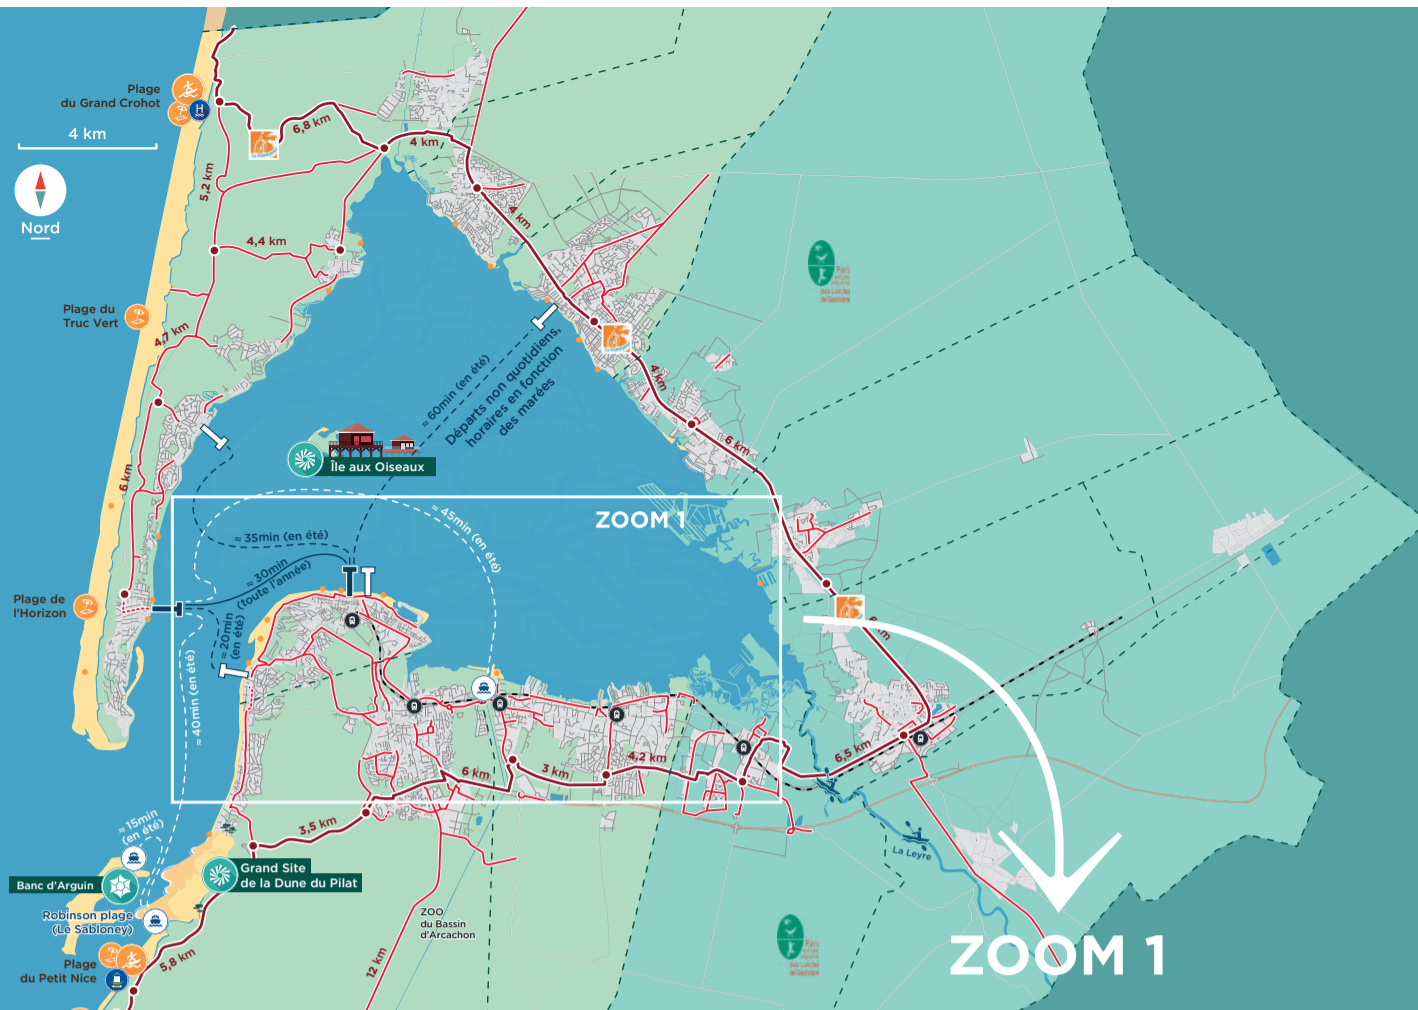 Plage
du Grand Crohot
4 km
Nord
6,8 km
4 km
5,2 km
4 km
4,4 km
Plage du
Truc Vert
4,7 km
≈ 60min (en été)
Départs non quotidiens,
horaires en fonction
des marées
4 km
6 km
Île aux Oiseaux
6 km
ZOOM 1
≈ 45min (en été)
≈ 35min (en été)
≈ 30min
(toute l'année)
Plage de
l'Horizon
≈ 20min
(en été)
≈ 40min (en été)
6,5 km
4,2 km
3 km
6 km
3,5 km
≈ 15min
(en été)
La Leyre
Grand Site
de la Dune du Pilat
Banc d'Arguin
Robinson plage
(Le Sabloney)
ZOO
du Bassin
d'Arcachon
Plage
du Petit Nice
5,8 km
12 km
ZOOM 1